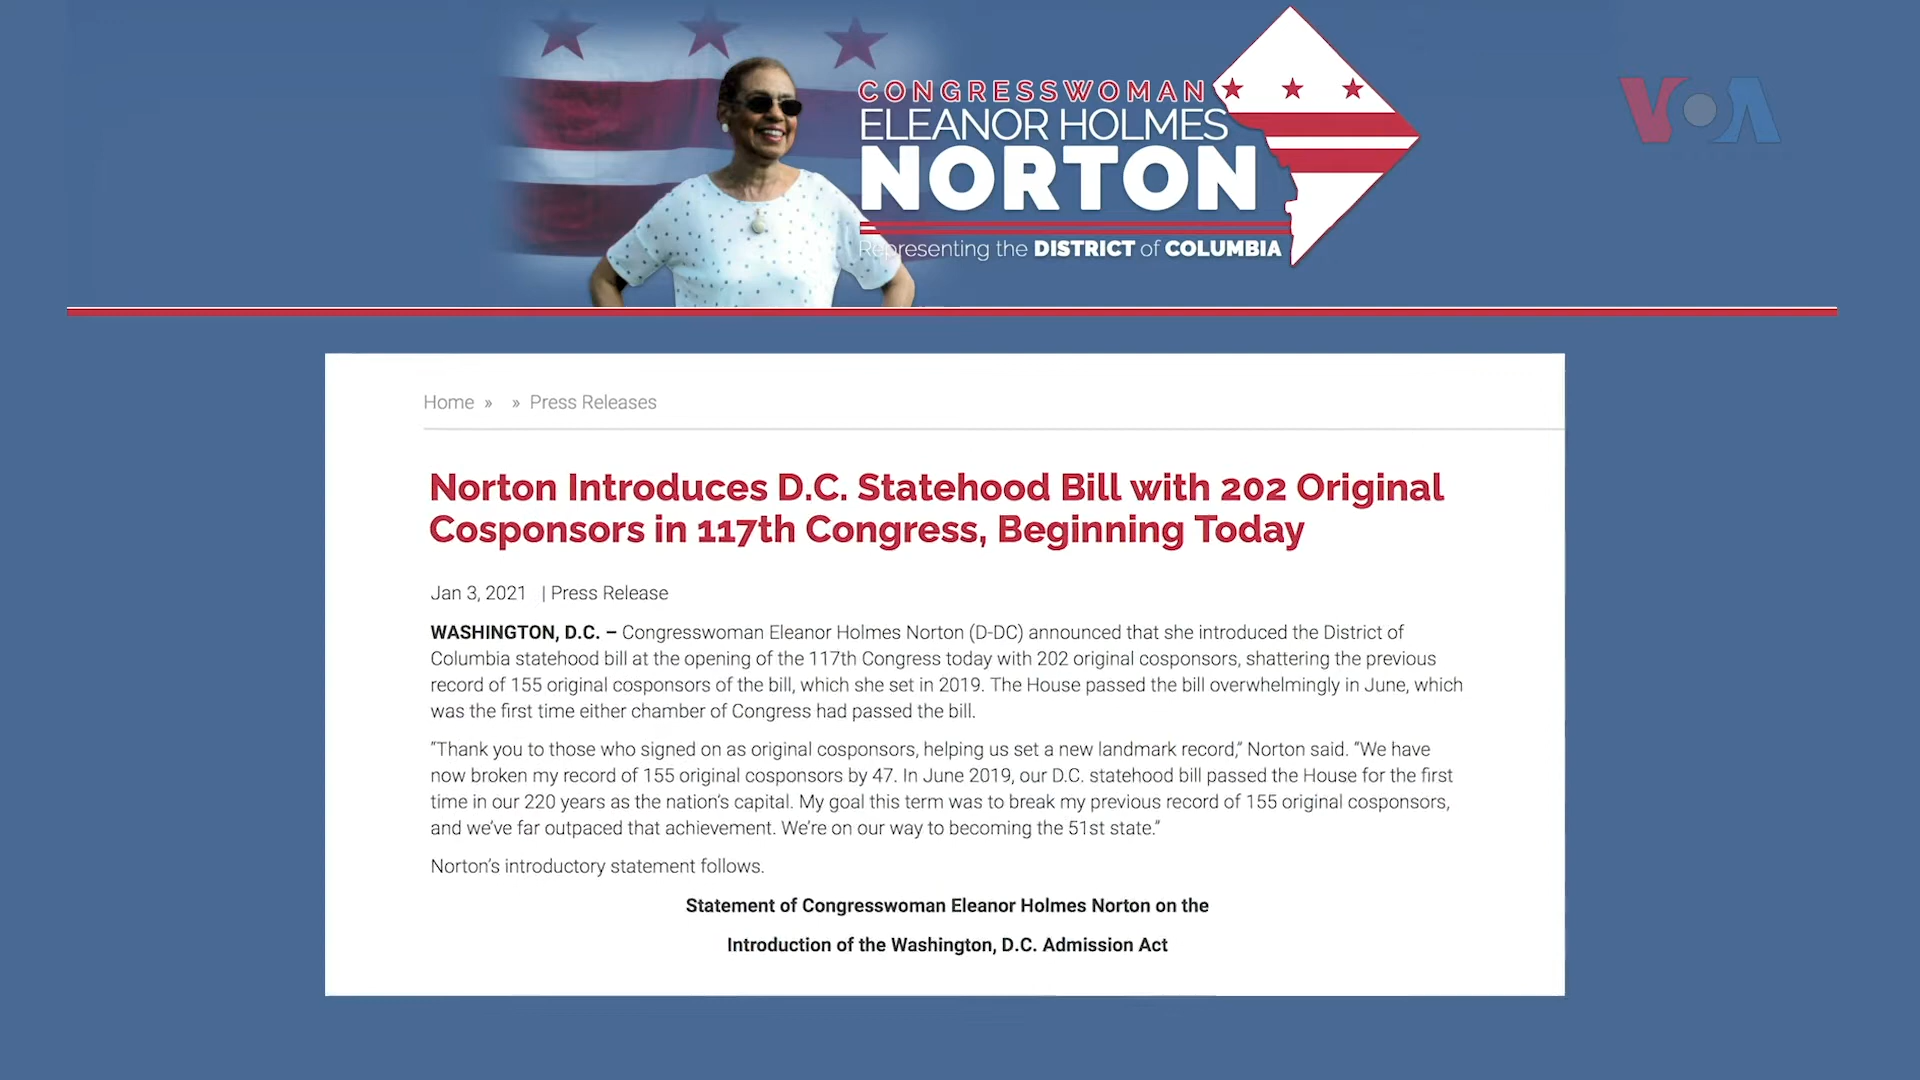 CONGRESSWOMAN
ELEANOR HOLMES
NORTON
Representing the DISTRICT of COLUMBIA
VOA
Home » » Press Releases
Norton Introduces D.C. Statehood Bill with 202 Original
Cosponsors in 117th Congress, Beginning Today
Jan 3, 2021 | Press Release
WASHINGTON, D.C. – Congresswoman Eleanor Holmes Norton (D-DC) announced that she introduced the District of
Columbia statehood bill at the opening of the 117th Congress today with 202 original cosponsors, shattering the previous
record of 155 original cosponsors of the bill, which she set in 2019. The House passed the bill overwhelmingly in June, which
was the first time either chamber of Congress had passed the bill.
“Thank you to those who signed on as original cosponsors, helping us set a new landmark record,” Norton said. “We have
now broken my record of 155 original cosponsors by 47. In June 2019, our D.C. statehood bill passed the House for the first
time in our 220 years as the nation’s capital. My goal this term was to break my previous record of 155 original cosponsors,
and we’ve far outpaced that achievement. We’re on our way to becoming the 51st state.”
Norton’s introductory statement follows.
Statement of Congresswoman Eleanor Holmes Norton on the
Introduction of the Washington, D.C. Admission Act